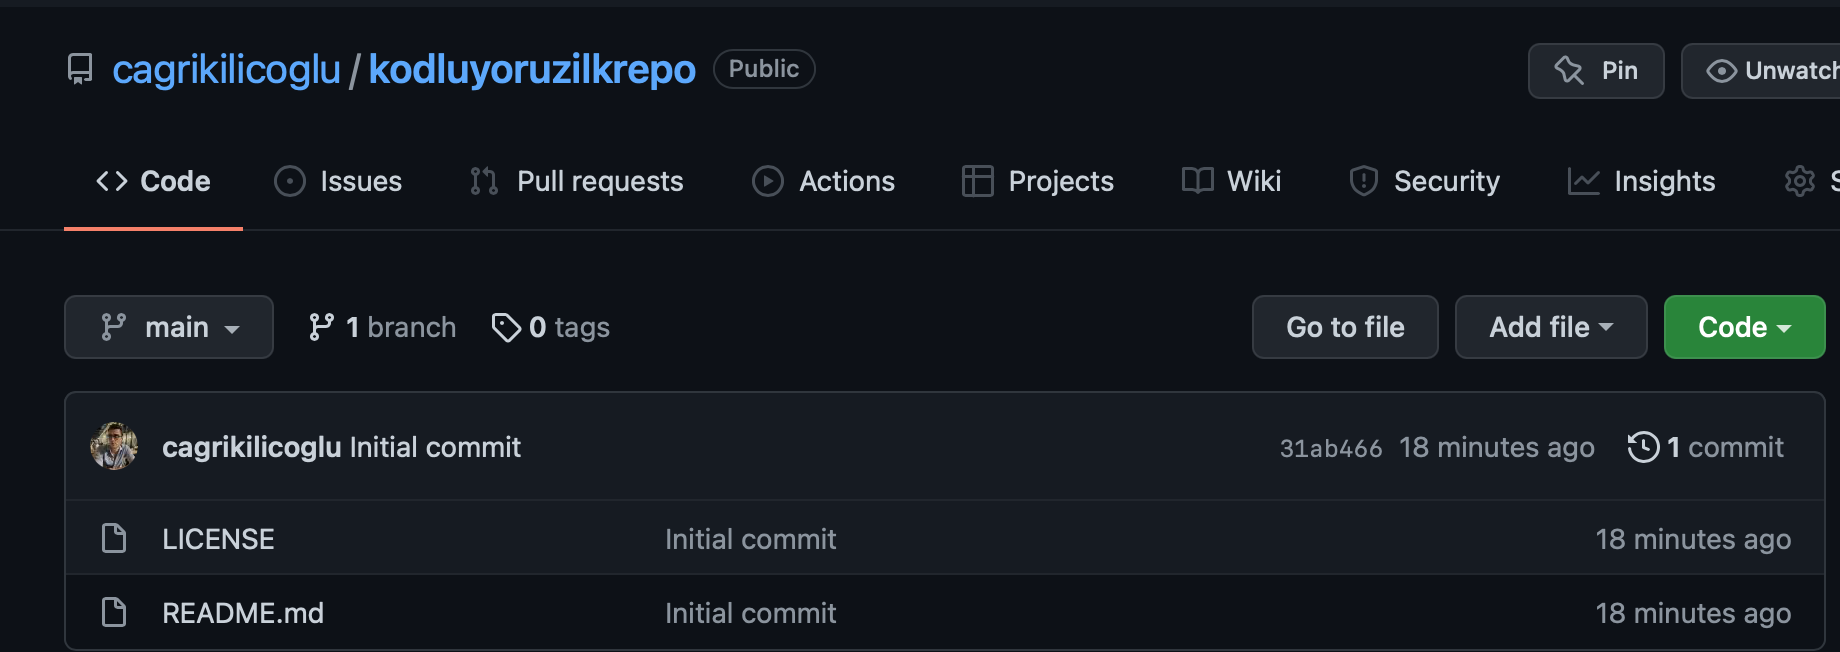 cagrikilicoglu / kodluyoruzilkrepo Public Pin Unwatch
Code Issues Pull requests Actions Projects Wiki Security Insights
main 1 branch 0 tags Go to file Add file Code
cagrikilicoglu Initial commit 31ab466 18 minutes ago 1 commit
LICENSE Initial commit 18 minutes ago
README.md Initial commit 18 minutes ago